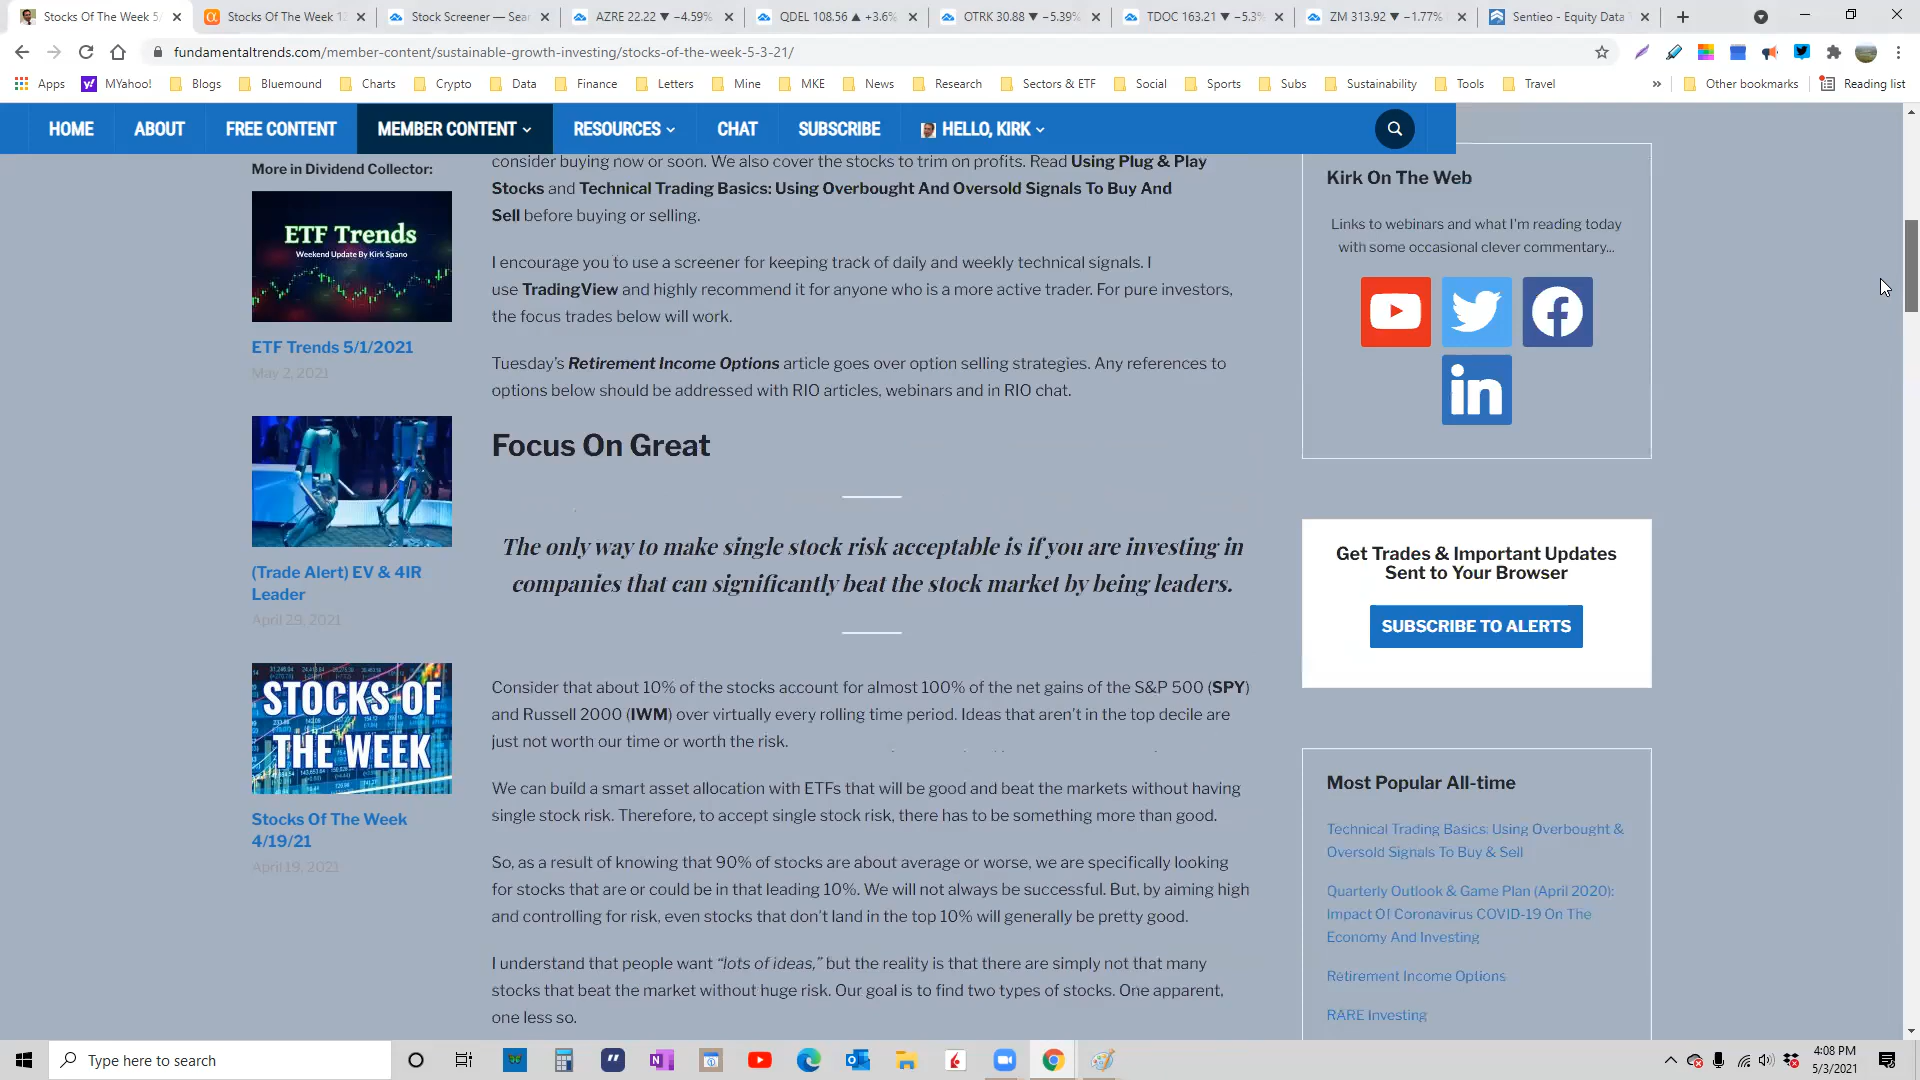 Stocks Of The Week 5/
Stocks Of The Week 1
Stock Screener — Sea
AZRE 22.22 ▼ −4.59%
QDEL 108.56 ▲ +3.6%
OTRK 30.88 ▼ −5.39%
TDOC 163.21 ▼ −5.3%
ZM 313.92 ▼ −1.77%
Sentieo - Equity Data
fundamentaltrends.com/member-content/sustainable-growth-investing/stocks-of-the-week-5-3-21/
Apps MYahoo! Blogs Bluemound Charts Crypto Data Finance Letters Mine MKE News Research Sectors & ETF Social Sports Subs Sustainability Tools Travel » Other bookmarks Reading list
HOME ABOUT FREE CONTENT MEMBER CONTENT RESOURCES CHAT SUBSCRIBE HELLO, KIRK
More in Dividend Collector:
ETF Trends
Weekend Update By Kirk Spano
ETF Trends 5/1/2021
May 2, 2021
(Trade Alert) EV & 4IR
Leader
April 29, 2021
STOCKS OF
THE WEEK
Stocks Of The Week
4/19/21
April 19, 2021
consider buying now or soon. We also cover the stocks to trim on profits. Read Using Plug & Play
Stocks and Technical Trading Basics: Using Overbought And Oversold Signals To Buy And
Sell before buying or selling.
I encourage you to use a screener for keeping track of daily and weekly technical signals. I
use TradingView and highly recommend it for anyone who is a more active trader. For pure investors,
the focus trades below will work.
Tuesday's Retirement Income Options article goes over option selling strategies. Any references to
options below should be addressed with RIO articles, webinars and in RIO chat.
Focus On Great
The only way to make single stock risk acceptable is if you are investing in
companies that can significantly beat the stock market by being leaders.
Consider that about 10% of the stocks account for almost 100% of the net gains of the S&P 500 (SPY)
and Russell 2000 (IWM) over virtually every rolling time period. Ideas that aren't in the top decile are
just not worth our time or worth the risk.
We can build a smart asset allocation with ETFs that will be good and beat the markets without having
single stock risk. Therefore, to accept single stock risk, there has to be something more than good.
So, as a result of knowing that 90% of stocks are about average or worse, we are specifically looking
for stocks that are or could be in that leading 10%. We will not always be successful. But, by aiming high
and controlling for risk, even stocks that don't land in the top 10% will generally be pretty good.
I understand that people want “lots of ideas,” but the reality is that there are simply not that many
stocks that beat the market without huge risk. Our goal is to find two types of stocks. One apparent,
one less so.
Kirk On The Web
Links to webinars and what I'm reading today
with some occasional clever commentary...
in
Get Trades & Important Updates
Sent to Your Browser
SUBSCRIBE TO ALERTS
Most Popular All-time
Technical Trading Basics: Using Overbought &
Oversold Signals To Buy & Sell
Quarterly Outlook & Game Plan (April 2020):
Impact Of Coronavirus COVID-19 On The
Economy And Investing
Retirement Income Options
RARE Investing
Type here to search
4:08 PM
5/3/2021